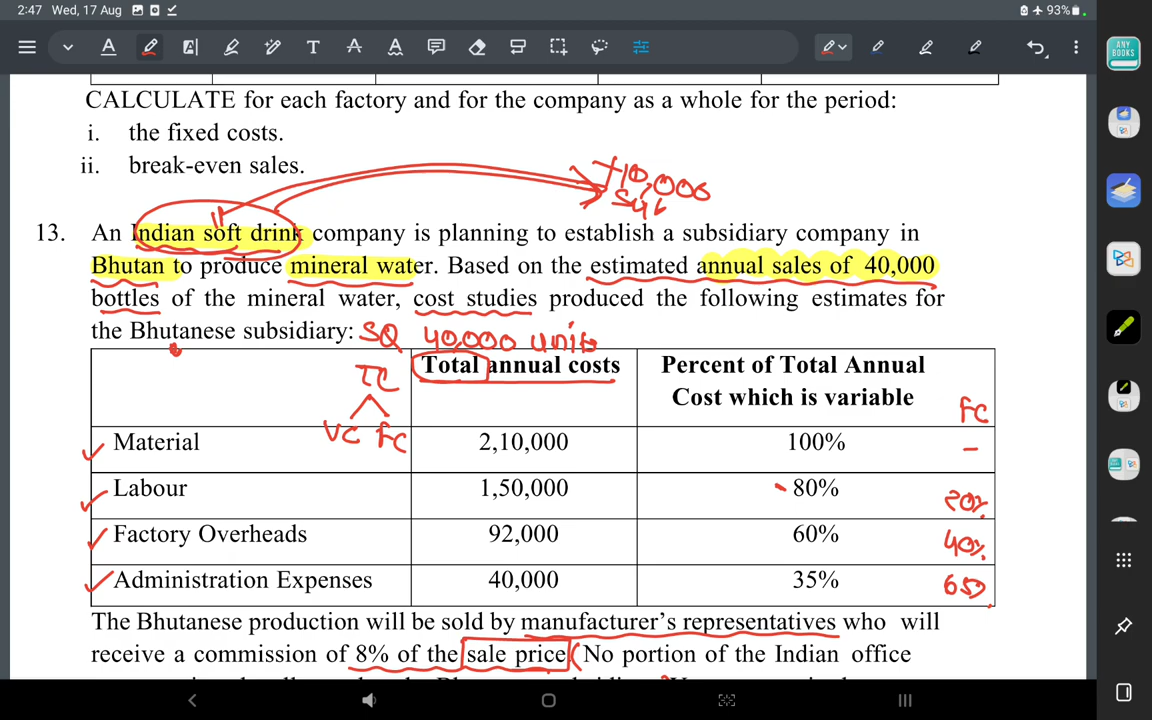 2:47 Wed, 17 Aug 93%
CALCULATE for each factory and for the company as a whole for the period:
i. the fixed costs.
ii. break-even sales.
+10,000
13. An Indian soft drink company is planning to establish a subsidiary company in
Bhutan to produce mineral water. Based on the estimated annual sales of 40,000
bottles of the mineral water, cost studies produced the following estimates for
the Bhutanese subsidiary: SQ 40,000 units
Total annual costs Percent of Total Annual Cost which is variable
TC
VC FC
FC
Material 2,10,000 100% -
Labour 1,50,000 80% 20%
Factory Overheads 92,000 60% 40%
Administration Expenses 40,000 35% 65%
The Bhutanese production will be sold by manufacturer's representatives who will
receive a commission of 8% of the sale price (No portion of the Indian office
ANY BOOKS